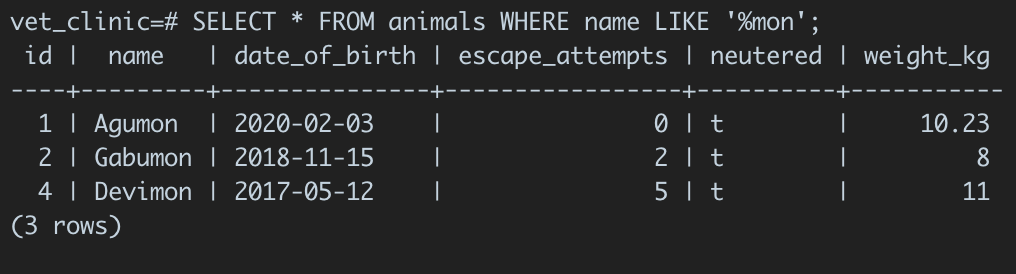 vet_clinic=# SELECT * FROM animals WHERE name LIKE '%mon';
 id |  name   | date_of_birth | escape_attempts | neutered | weight_kg
----+---------+---------------+-----------------+----------+-----------
  1 | Agumon  | 2020-02-03    |               0 | t        |     10.23
  2 | Gabumon | 2018-11-15    |               2 | t        |         8
  4 | Devimon | 2017-05-12    |               5 | t        |        11
(3 rows)